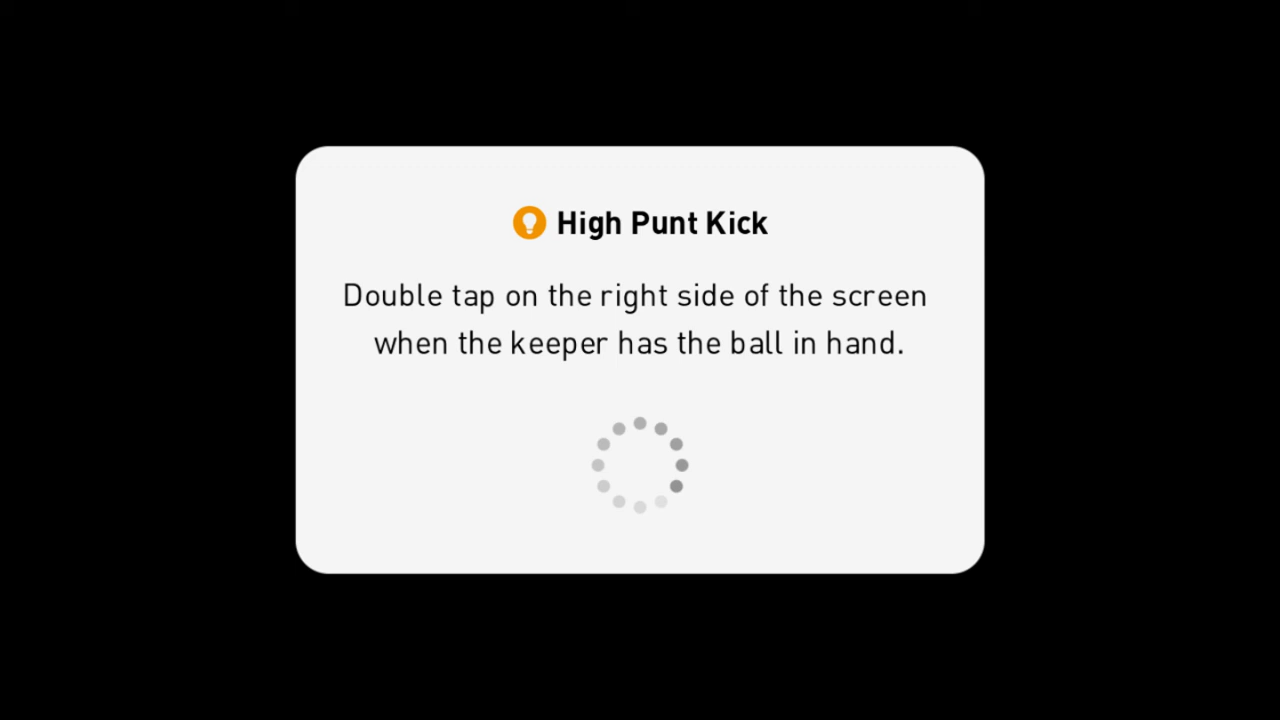 High Punt Kick
Double tap on the right side of the screen
when the keeper has the ball in hand.